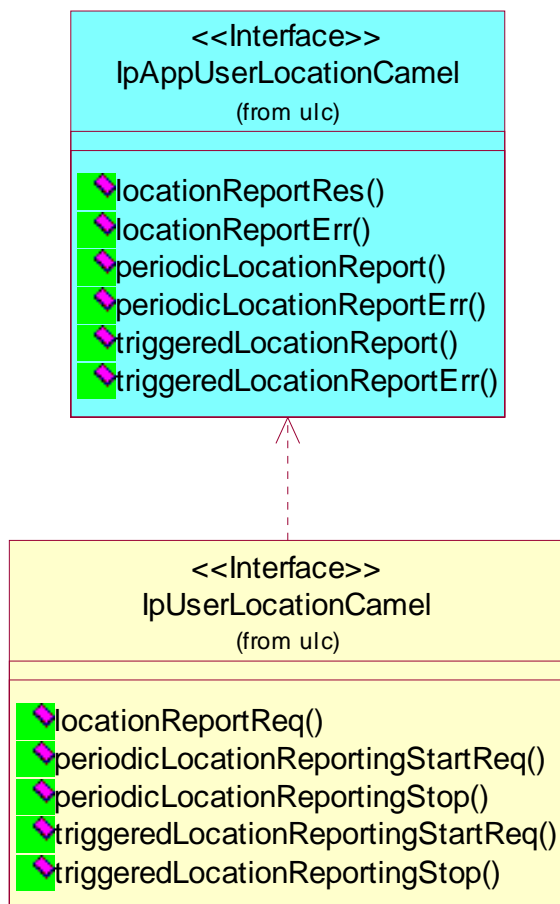 <<Interface>>
IpAppUserLocationCamel
(from ulc)
locationReportRes()
locationReportErr()
periodicLocationReport()
periodicLocationReportErr()
triggeredLocationReport()
triggeredLocationReportErr()
<<Interface>>
IpUserLocationCamel
(from ulc)
locationReportReq()
periodicLocationReportingStartReq()
periodicLocationReportingStop()
triggeredLocationReportingStartReq()
triggeredLocationReportingStop()